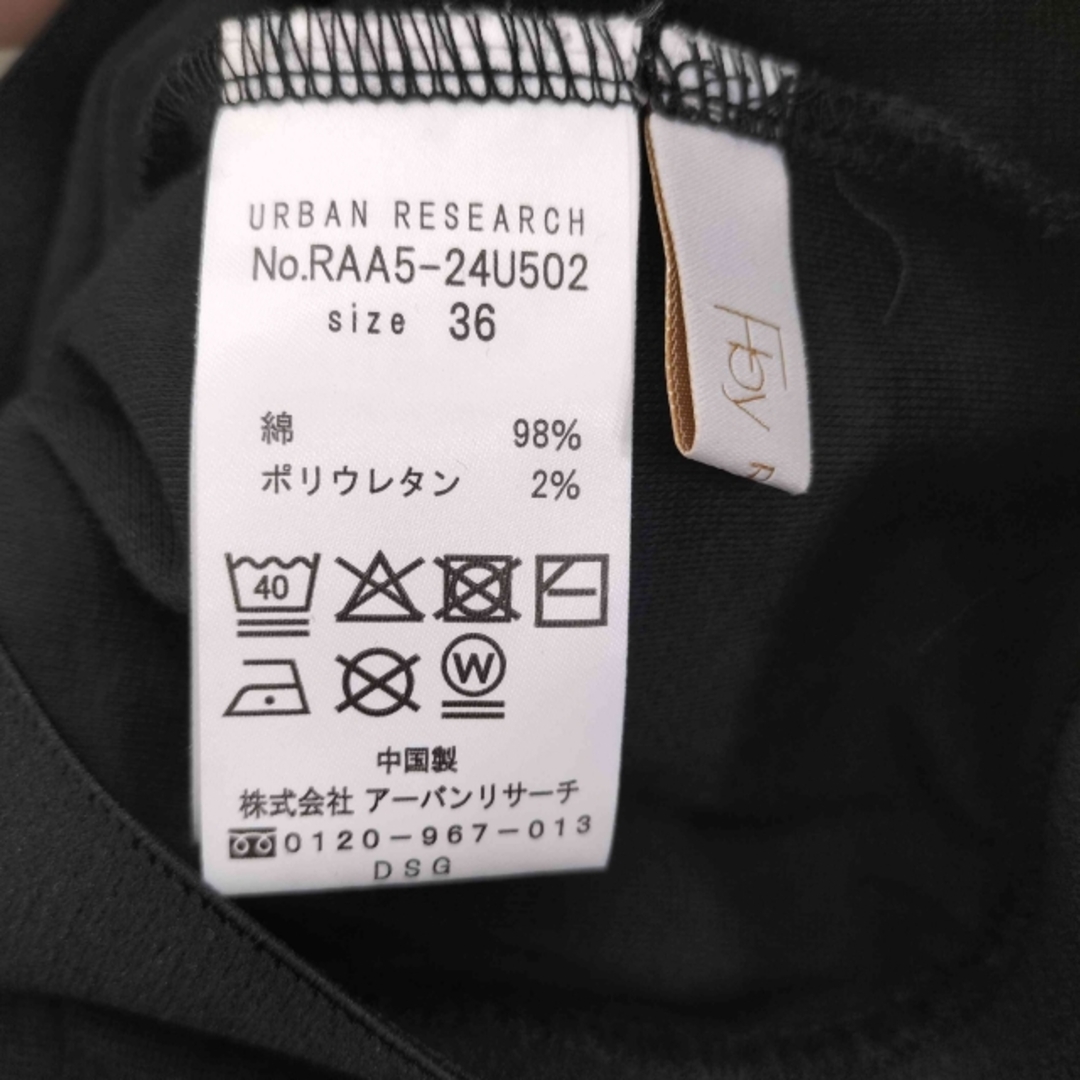 URBAN RESEARCH
No.RAA5-24U502
size 36
綿 98%
ポリウレタン 2%
40
W
中国製
株式会社 アーバンリサーチ
0120-967-013
DSG
by R